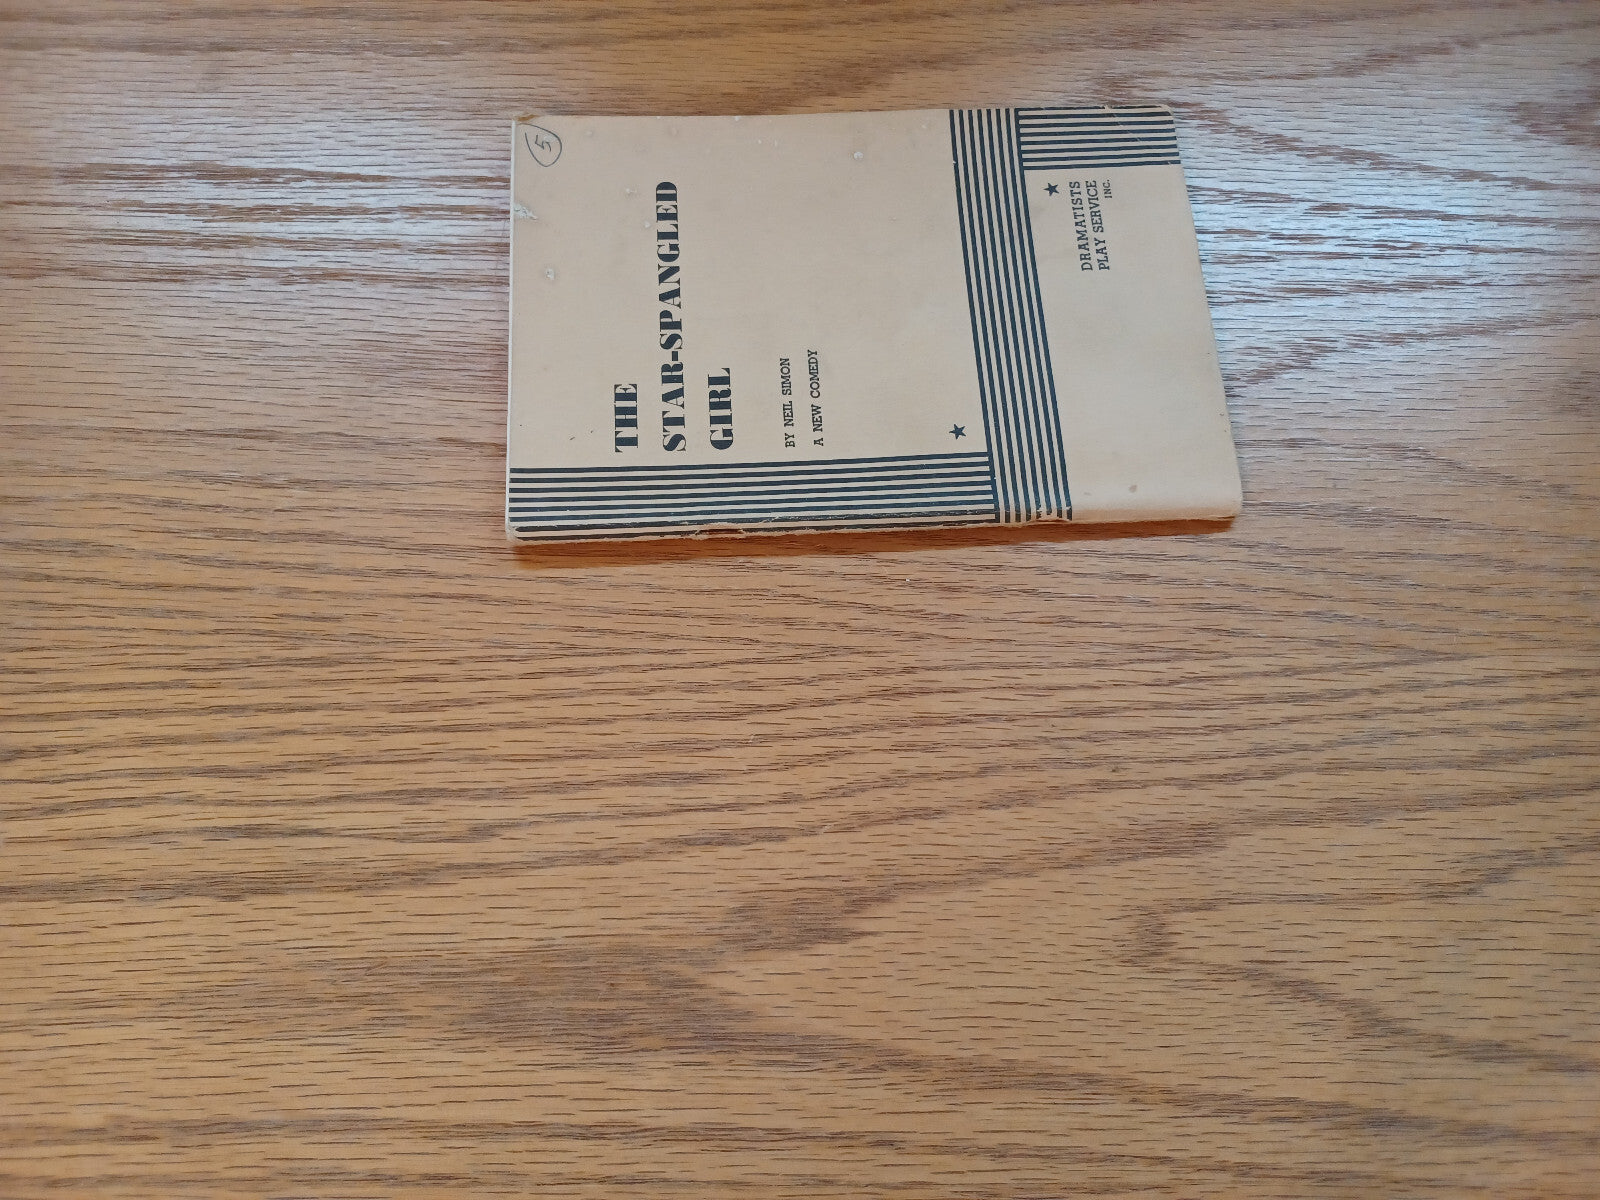 5
THE
STAR-SPANGLED
GIRL
BY NEIL SIMON
A NEW COMEDY
DRAMATISTS
PLAY SERVICE
INC.